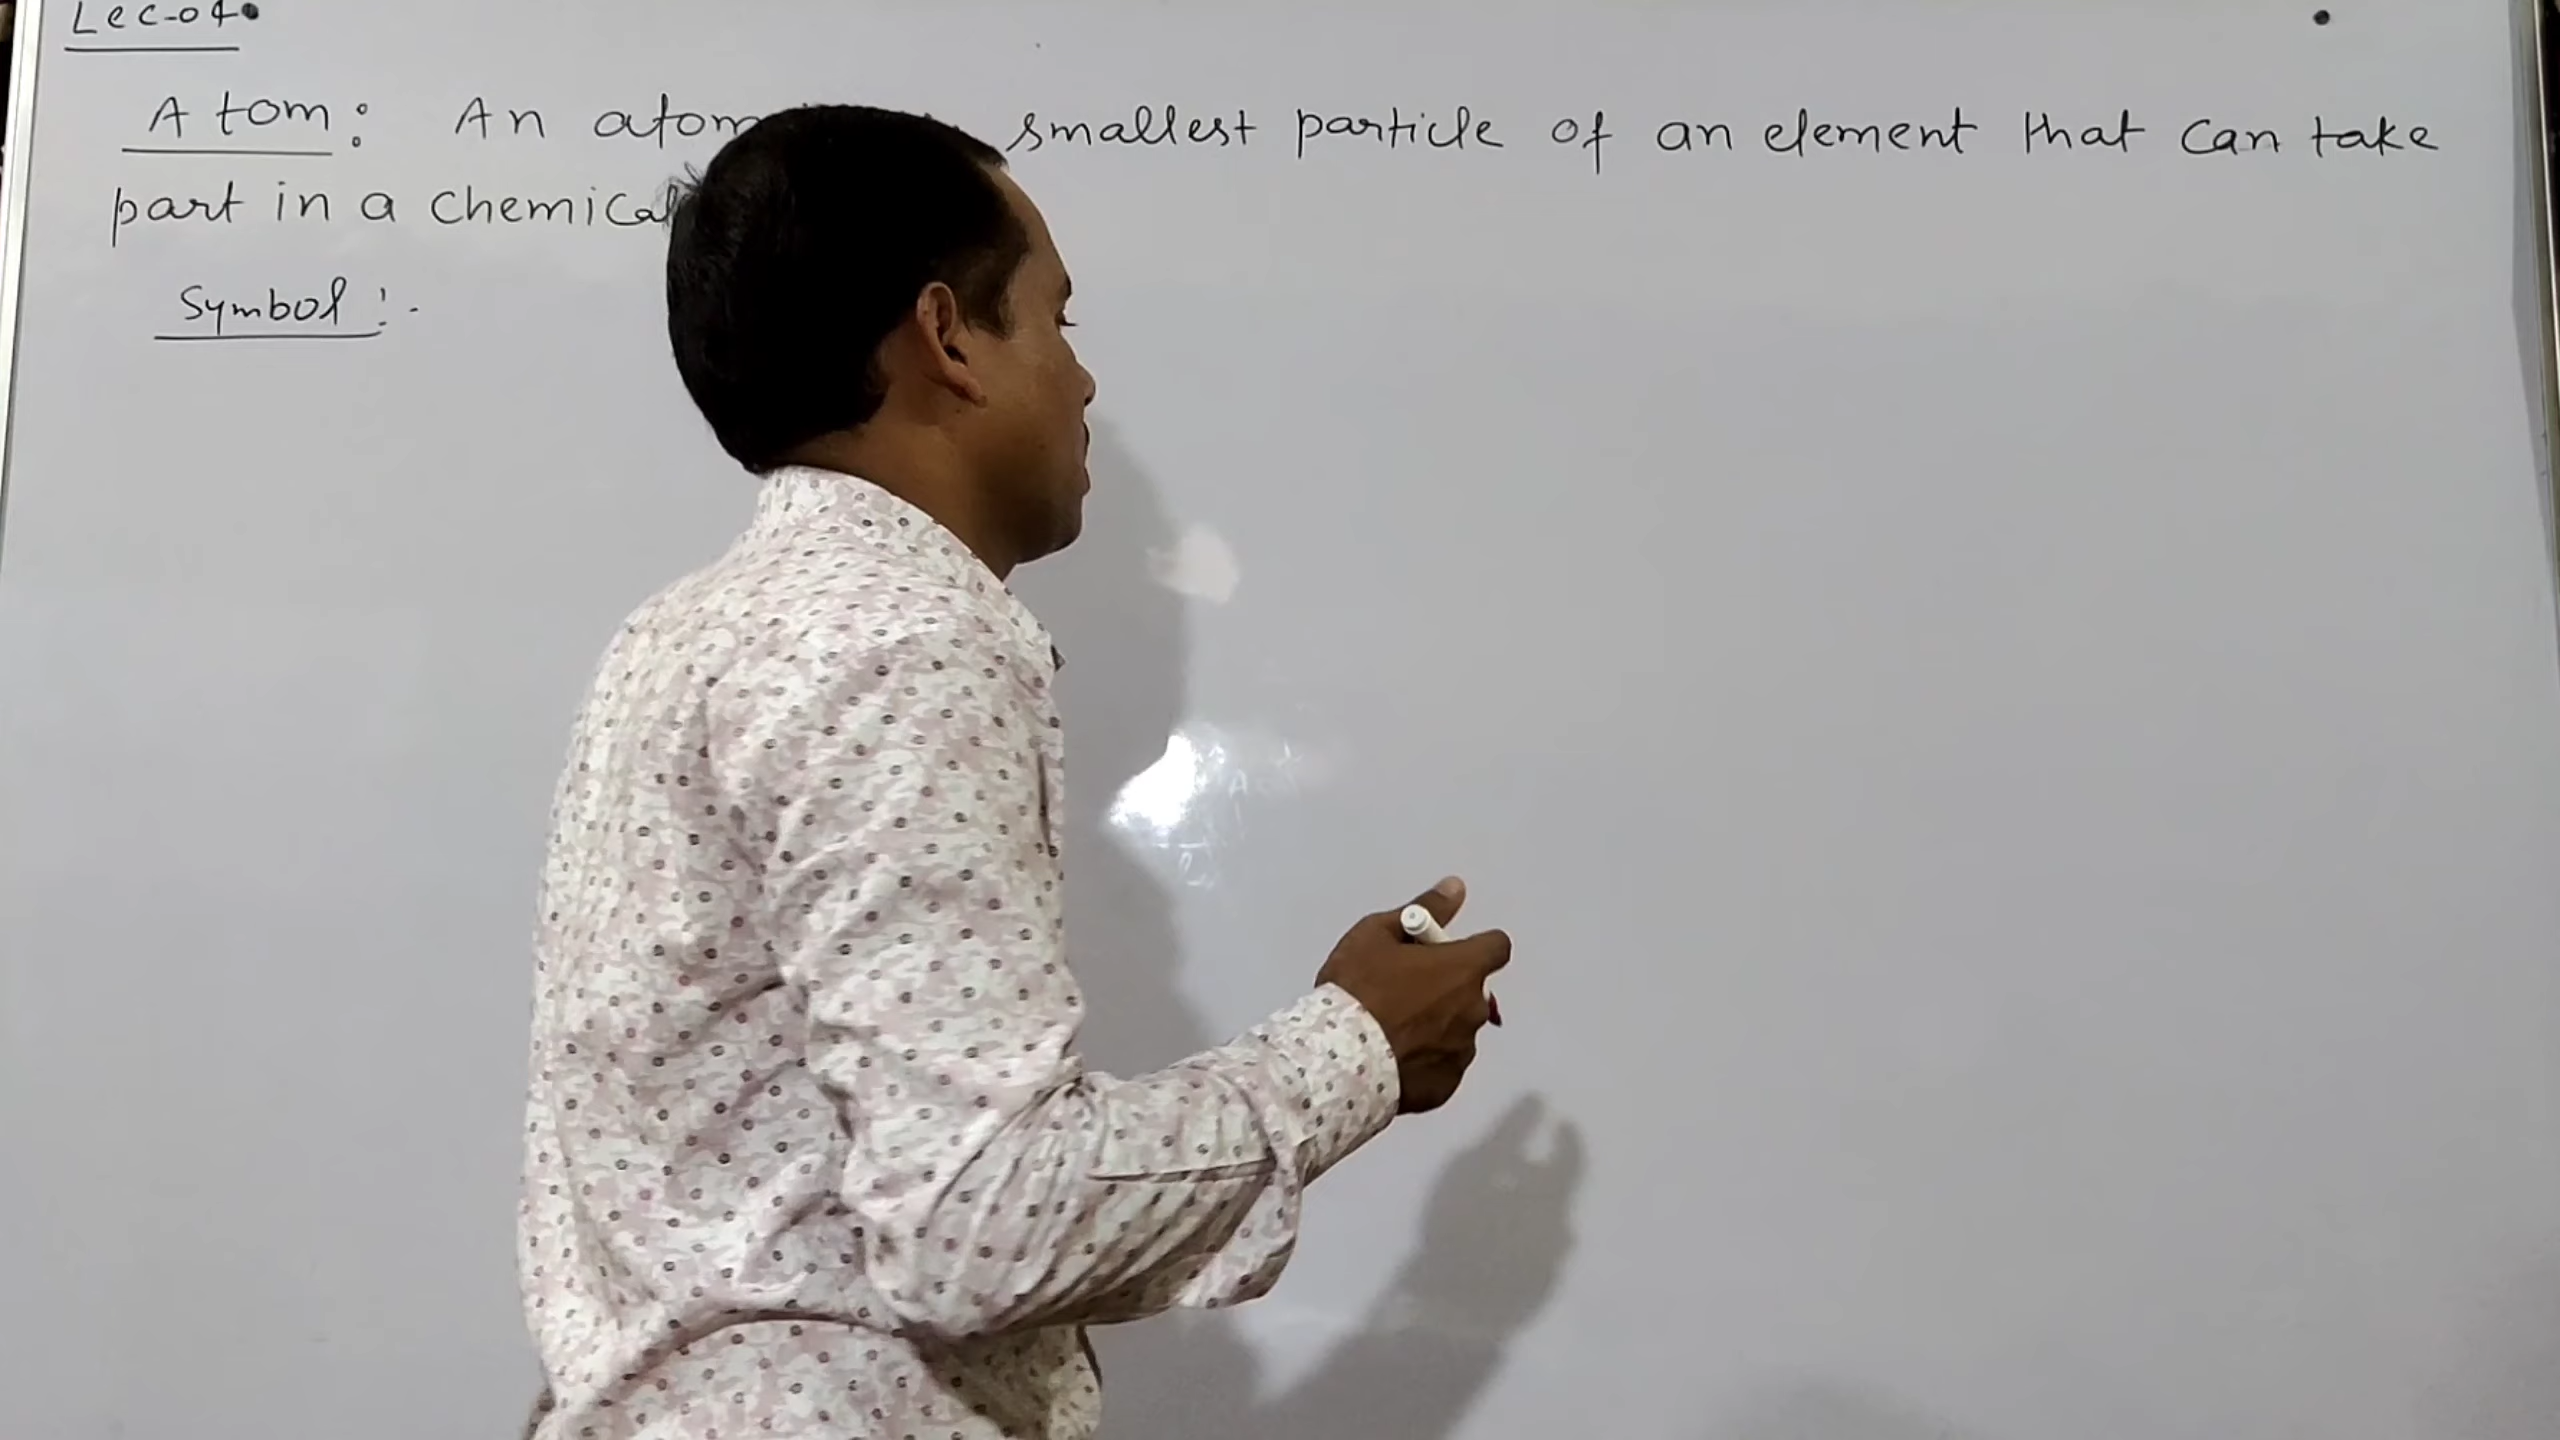 Lec-04
Atom: An atom smallest particle of an element that can take
part in a chemical
Symbol:-